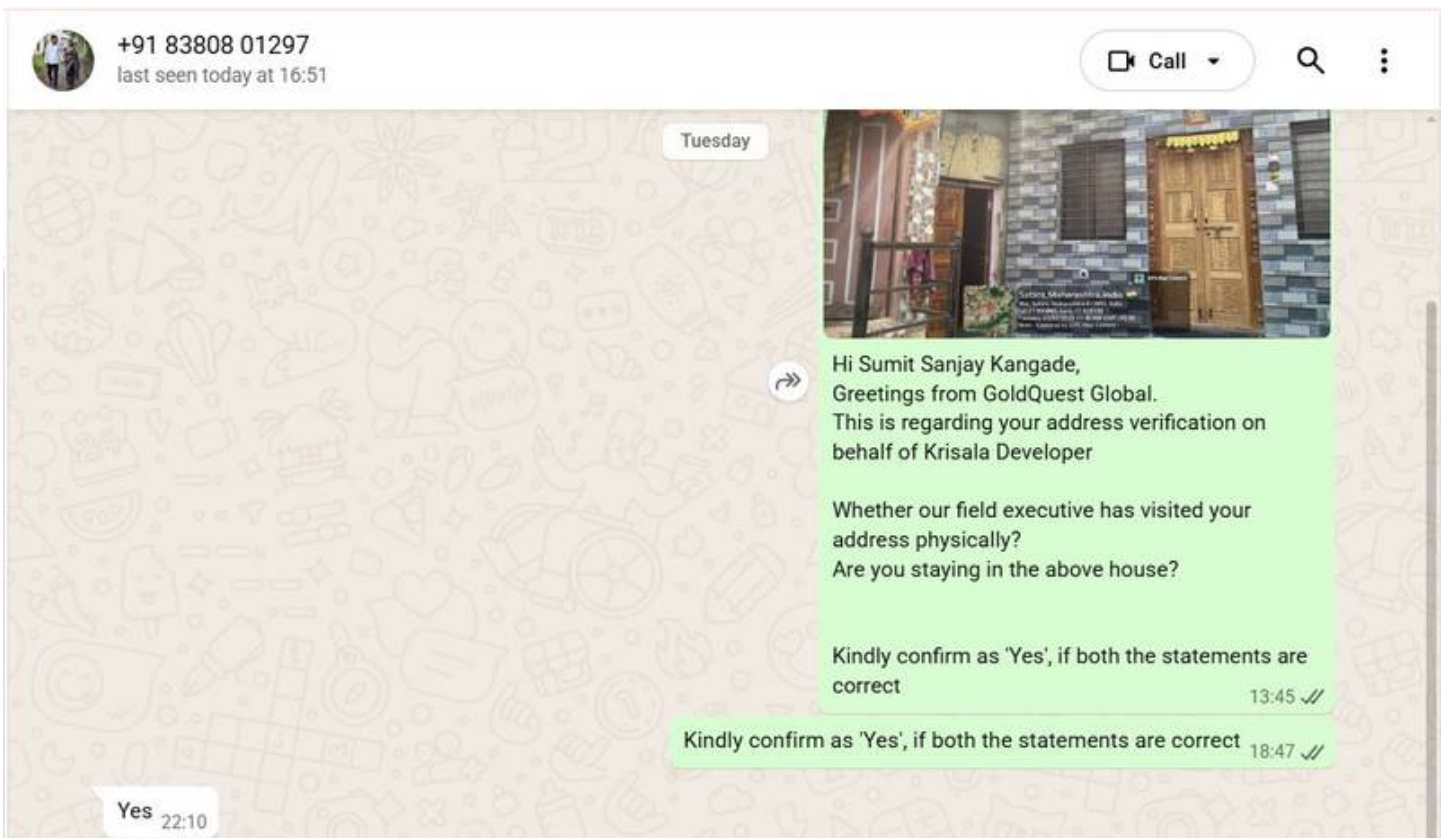 +91 83808 01297
last seen today at 16:51
Call
Tuesday
Satara, Maharashtra, India
Hi Sumit Sanjay Kangade,
Greetings from GoldQuest Global.
This is regarding your address verification on
behalf of Krisala Developer
Whether our field executive has visited your
address physically?
Are you staying in the above house?
Kindly confirm as 'Yes', if both the statements are
correct
13:45
Kindly confirm as 'Yes', if both the statements are correct 18:47
Yes 22:10